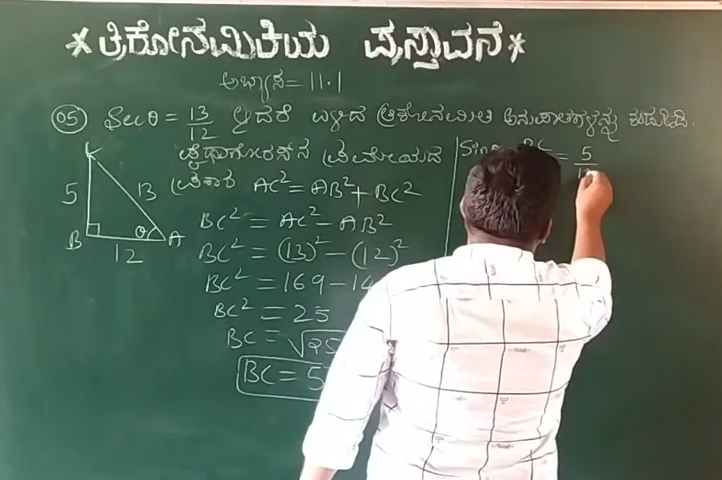 *ತ್ರಿಕೋನಮಿತಿಯ ಪ್ರಸ್ತಾವನೆ*
ಅಭ್ಯಾಸ = 11.1
05) Sec θ = 13/12 ಆದರೆ ಉಳಿದ ತ್ರಿಕೋನಮಿತಿ ಅನುಪಾತಗಳನ್ನು ಕಂಡುಹಿಡಿ.
5 13 θ B 12 A
ಪೈಥಾಗೋರಸ್ ನ ಪ್ರಮೇಯದ
ಪ್ರಕಾರ AC² = AB² + BC²
BC² = AC² - AB²
BC² = (13)² - (12)²
BC² = 169 - 14
BC² = 25
BC = √25
BC = 5
= 5